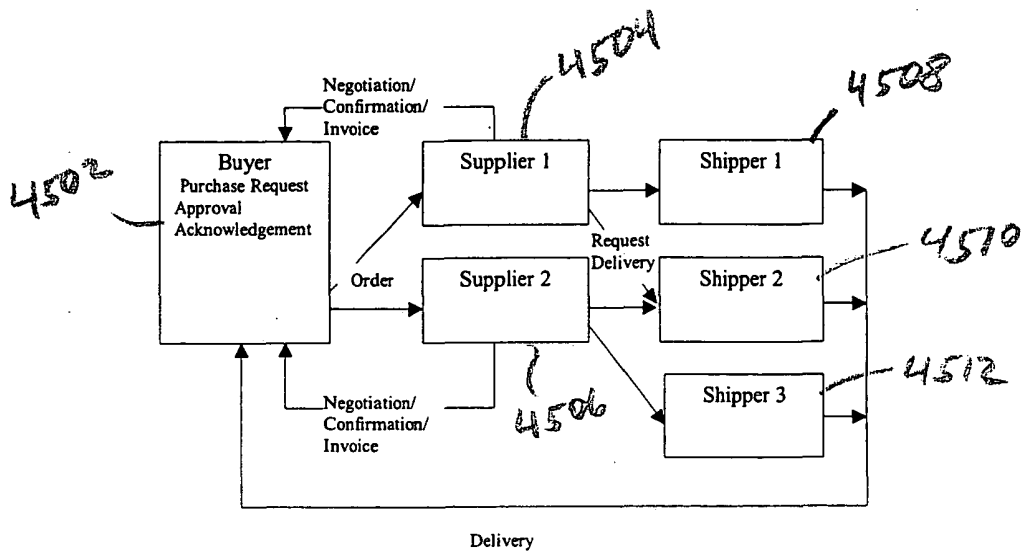 4504
4508
Negotiation/
Confirmation/
Invoice
Buyer
Purchase Request
Approval
Acknowledgement
4502
Supplier 1
Shipper 1
Request
Delivery
4510
Order
Supplier 2
Shipper 2
4512
Shipper 3
4506
Negotiation/
Confirmation/
Invoice
Delivery